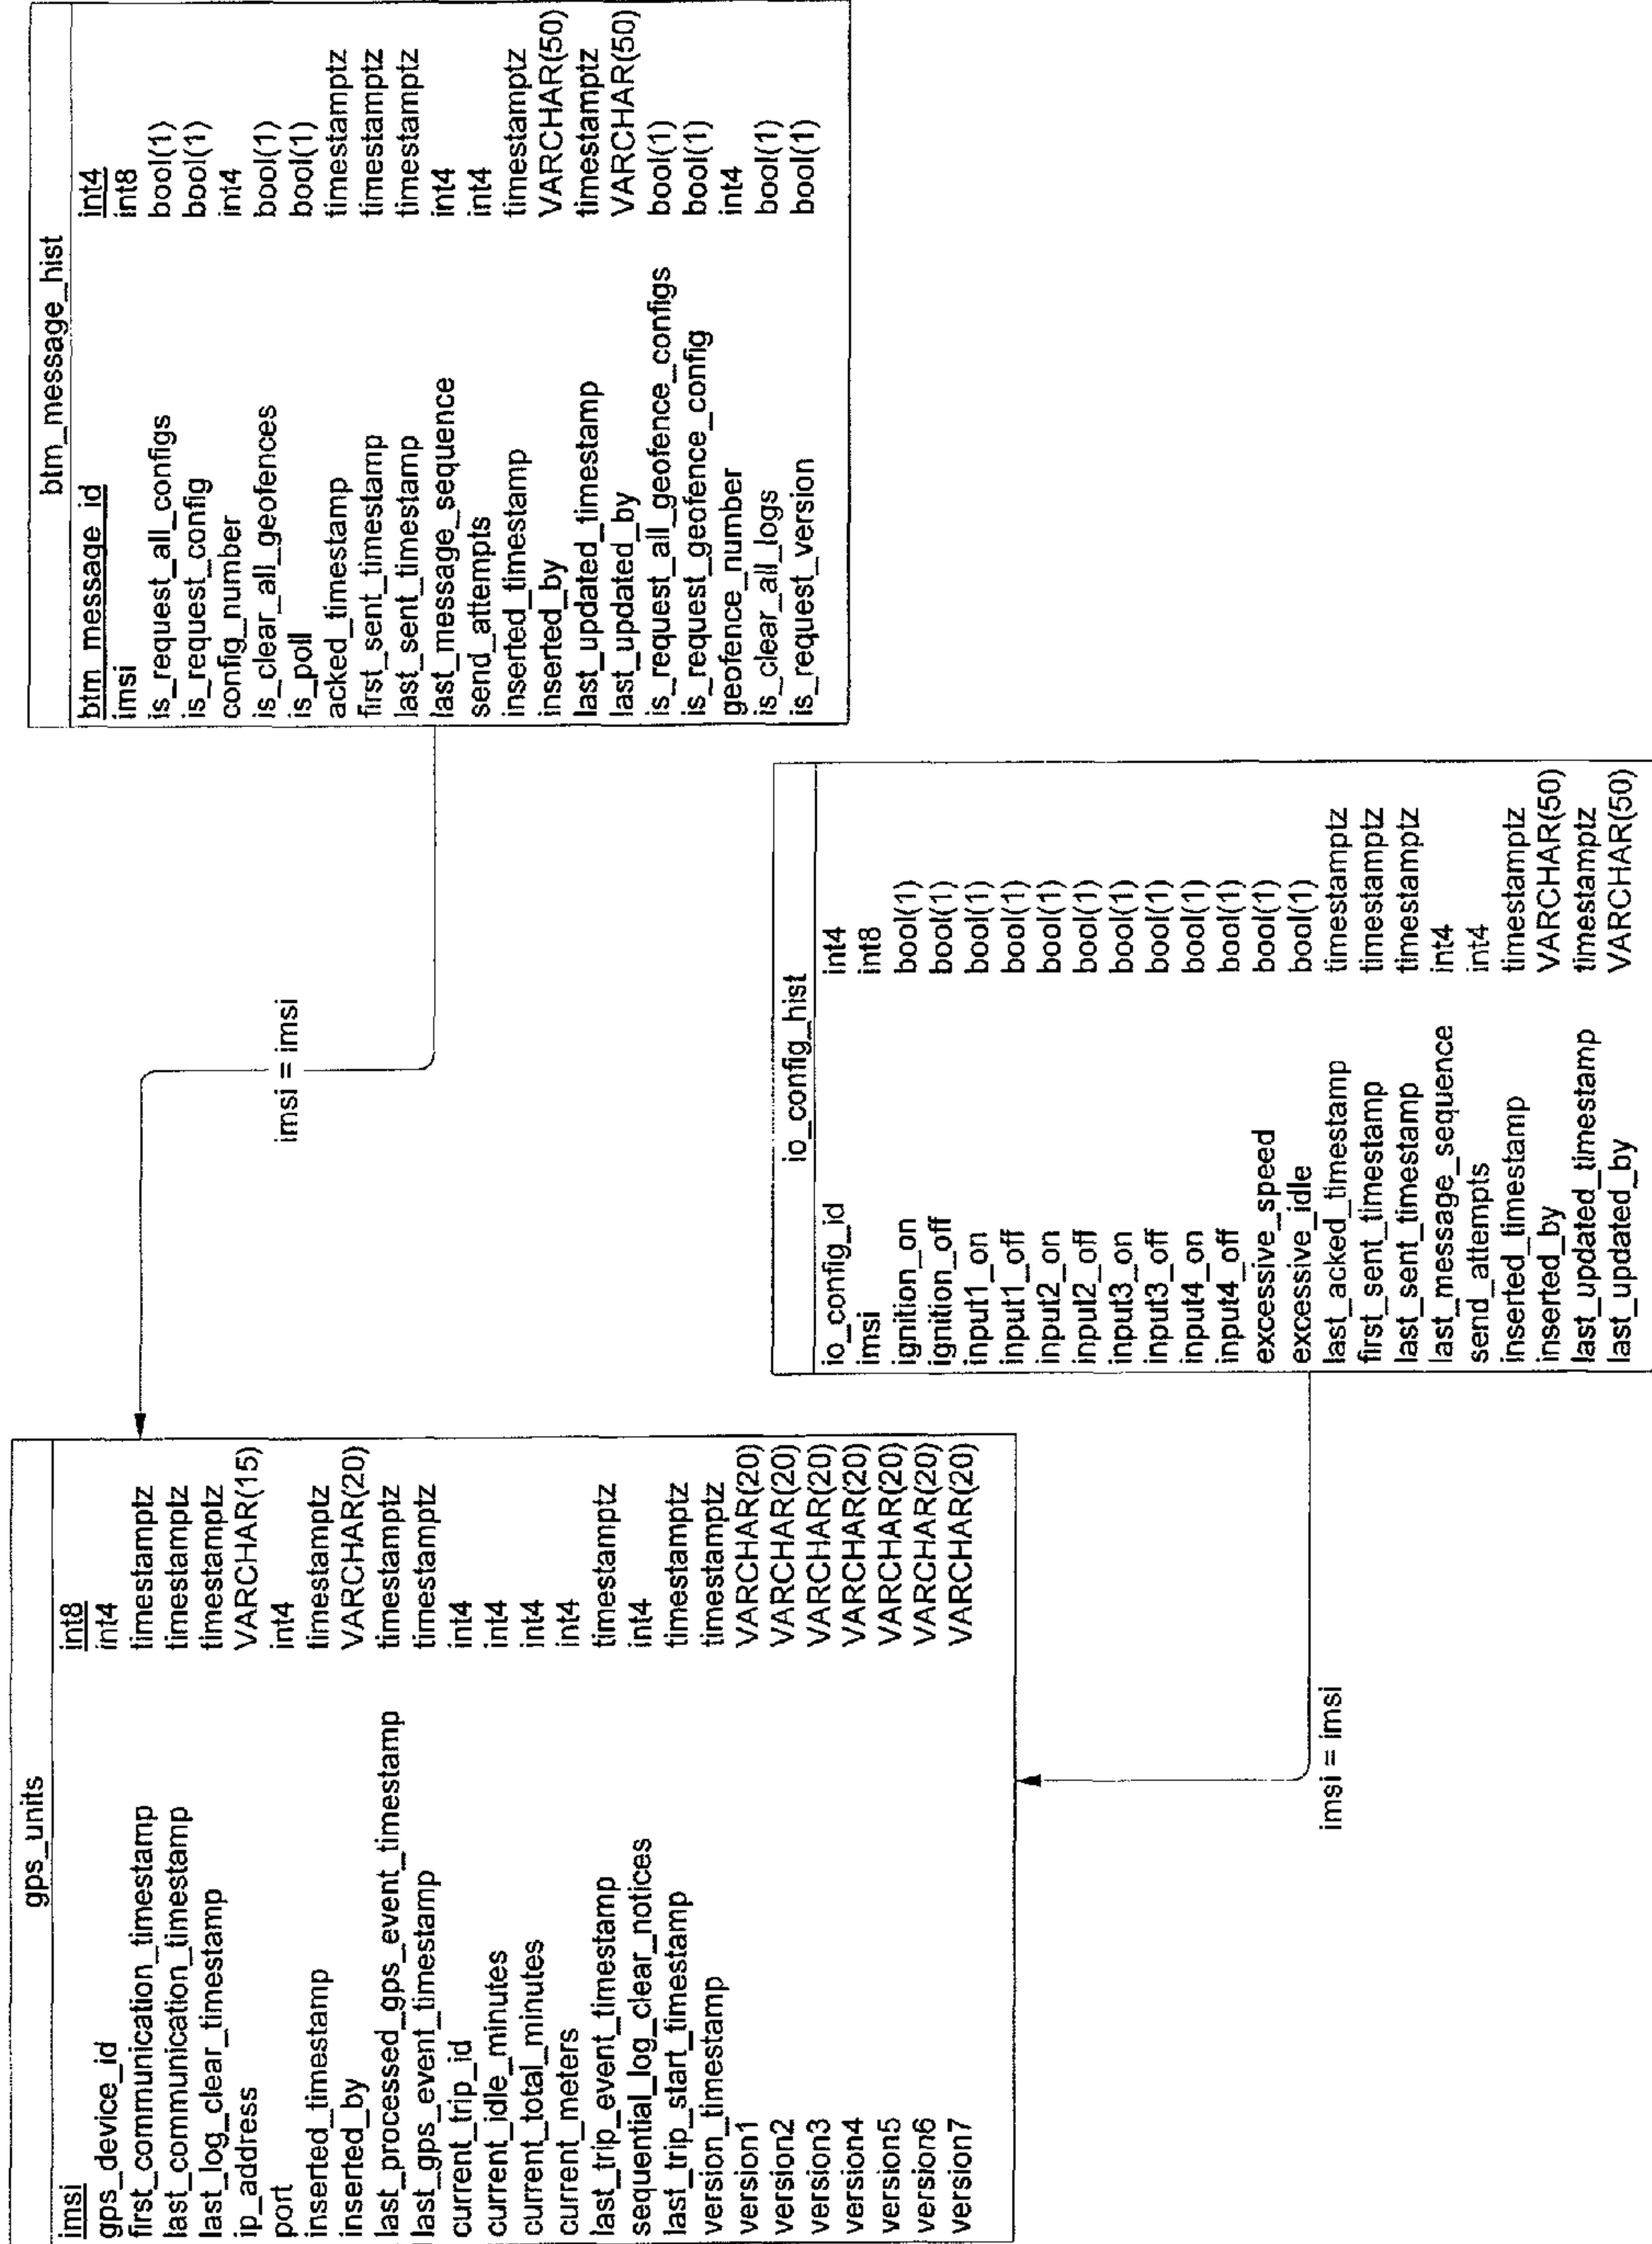 gps_units
imsi int8
gps_device_id int4
first_communication_timestamp timestamptz
last_communication_timestamp timestamptz
last_log_clear_timestamp timestamptz
ip_address VARCHAR(15)
port int4
inserted_timestamp timestamptz
inserted_by VARCHAR(20)
last_processed_gps_event_timestamp timestamptz
last_gps_event_timestamp timestamptz
current_trip_id int4
current_idle_minutes int4
current_total_minutes int4
current_meters int4
last_trip_event_timestamp timestamptz
sequential_log_clear_notices int4
last_trip_start_timestamp timestamptz
version_timestamp timestamptz
version1 VARCHAR(20)
version2 VARCHAR(20)
version3 VARCHAR(20)
version4 VARCHAR(20)
version5 VARCHAR(20)
version6 VARCHAR(20)
version7 VARCHAR(20)
imsi = imsi
btm_message_hist
btm_message_id int4
imsi int8
is_request_all_configs bool(1)
is_request_config bool(1)
config_number int4
is_clear_all_geofences bool(1)
is_poll bool(1)
acked_timestamp timestamptz
first_sent_timestamp timestamptz
last_sent_timestamp timestamptz
last_message_sequence int4
send_attempts int4
inserted_timestamp timestamptz
inserted_by VARCHAR(50)
last_updated_timestamp timestamptz
last_updated_by VARCHAR(50)
is_request_all_geofence_configs bool(1)
is_request_geofence_config bool(1)
geofence_number int4
is_clear_all_logs bool(1)
is_request_version bool(1)
imsi = imsi
io_config_hist
io_config_id int4
imsi int8
ignition_on bool(1)
ignition_off bool(1)
input1_on bool(1)
input1_off bool(1)
input2_on bool(1)
input2_off bool(1)
input3_on bool(1)
input3_off bool(1)
input4_on bool(1)
input4_off bool(1)
excessive_speed bool(1)
excessive_idle bool(1)
last_acked_timestamp timestamptz
first_sent_timestamp timestamptz
last_sent_timestamp timestamptz
last_message_sequence int4
send_attempts int4
inserted_timestamp timestamptz
inserted_by VARCHAR(50)
last_updated_timestamp timestamptz
last_updated_by VARCHAR(50)